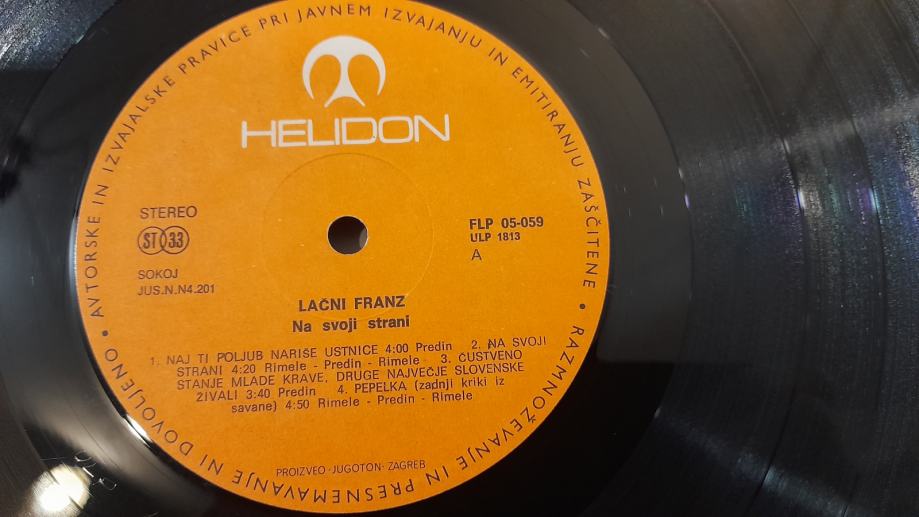 AVTORSKE IN IZVAJALSKE PRAVICE PRI JAVNEM IZVAJANJU IN EMITIRANJU ZAŠČITENE • RAZMNOŽEVANJE IN PRESNEMAVANJE NI DOVOLJENO •
HELIDON
STEREO
ST 33
SOKOJ
JUS.N.N4.201
FLP 05-059
ULP 1813
A
LAČNI FRANZ
Na svoji strani
1. NAJ TI POLJUB NARIŠE USTNICE 4:00 Predin 2. NA SVOJI
STRANI 4:20 Rimele - Predin - Rimele 3. ČUSTVENO
STANJE MLADE KRAVE, DRUGE NAJVEČJE SLOVENSKE
ŽIVALI 3:40 Predin 4. PEPELKA (zadnji kriki iz
savane) 4:50 Rimele - Predin - Rimele
PROIZVEO · JUGOTON · ZAGREB